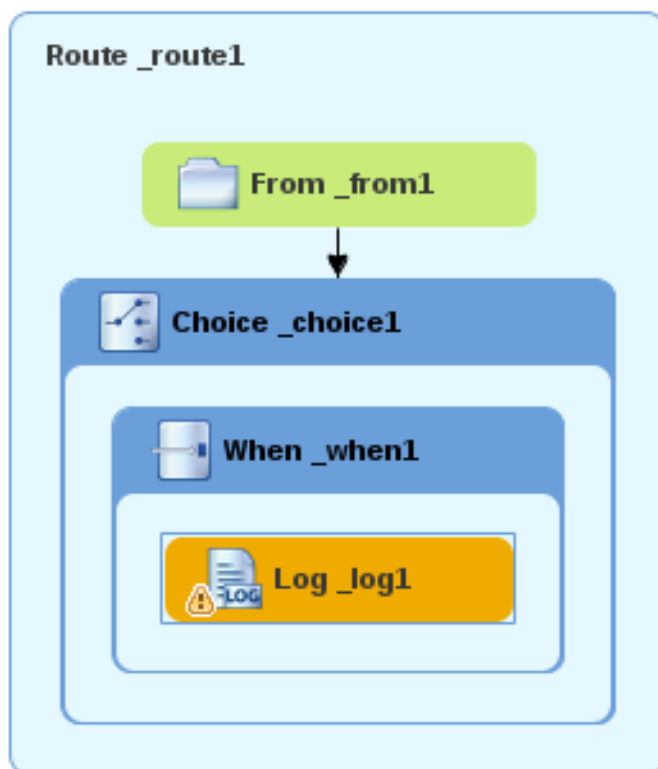 Route _route1
From _from1
Choice _choice1
When _when1
LOG
Log _log1